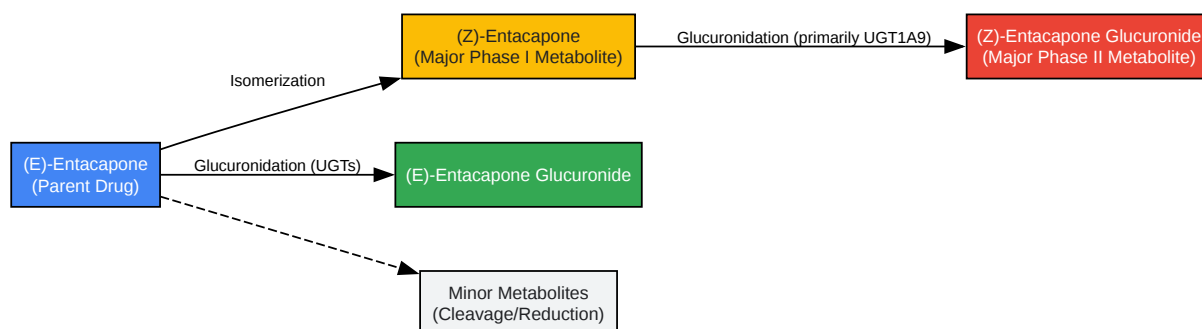 (Z)-Entacapone
(Major Phase I Metabolite)
Glucuronidation (primarily UGT1A9)
(Z)-Entacapone Glucuronide
(Major Phase II Metabolite)
Isomerization
(E)-Entacapone
(Parent Drug)
Glucuronidation (UGTs)
(E)-Entacapone Glucuronide
Minor Metabolites
(Cleavage/Reduction)